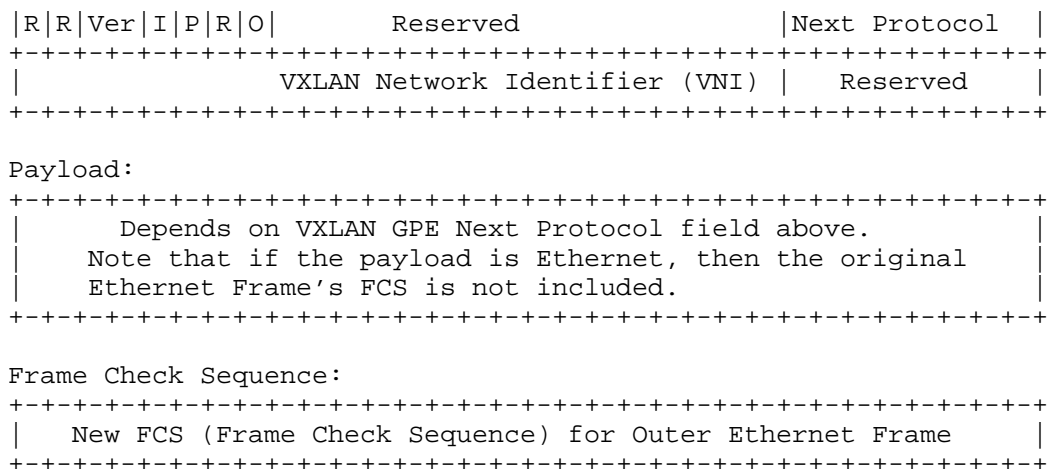 |R|R|Ver|I|P|R|O|       Reserved                |Next Protocol  |
+-+-+-+-+-+-+-+-+-+-+-+-+-+-+-+-+-+-+-+-+-+-+-+-+-+-+-+-+-+-+-+-+
|                VXLAN Network Identifier (VNI) |   Reserved    |
+-+-+-+-+-+-+-+-+-+-+-+-+-+-+-+-+-+-+-+-+-+-+-+-+-+-+-+-+-+-+-+-+
Payload:
+-+-+-+-+-+-+-+-+-+-+-+-+-+-+-+-+-+-+-+-+-+-+-+-+-+-+-+-+-+-+-+-+
|      Depends on VXLAN GPE Next Protocol field above.          |
|    Note that if the payload is Ethernet, then the original    |
|    Ethernet Frame's FCS is not included.                      |
+-+-+-+-+-+-+-+-+-+-+-+-+-+-+-+-+-+-+-+-+-+-+-+-+-+-+-+-+-+-+-+-+
Frame Check Sequence:
+-+-+-+-+-+-+-+-+-+-+-+-+-+-+-+-+-+-+-+-+-+-+-+-+-+-+-+-+-+-+-+-+
|   New FCS (Frame Check Sequence) for Outer Ethernet Frame     |
+-+-+-+-+-+-+-+-+-+-+-+-+-+-+-+-+-+-+-+-+-+-+-+-+-+-+-+-+-+-+-+-+